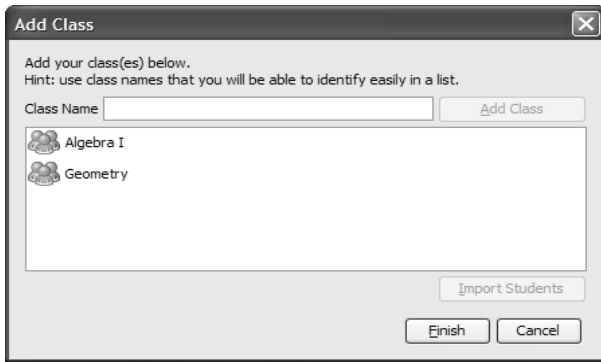 Add Class
Add your class(es) below.
Hint: use class names that you will be able to identify easily in a list.
Class Name Add Class
Algebra I
Geometry
Import Students
Finish Cancel